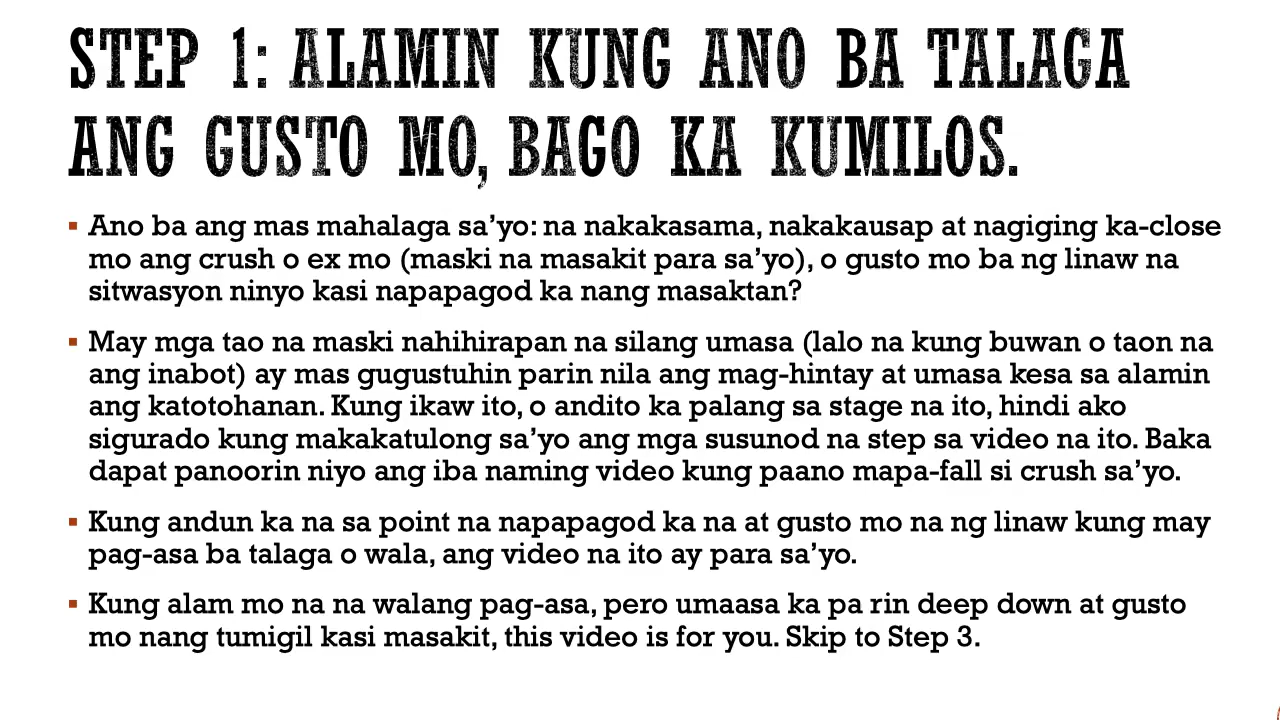 STEP 1: ALAMIN KUNG ANO BA TALAGA
ANG GUSTO MO, BAGO KA KUMILOS.
▪ Ano ba ang mas mahalaga sa’yo: na nakakasama, nakakausap at nagiging ka-close
mo ang crush o ex mo (maski na masakit para sa’yo), o gusto mo ba ng linaw na
sitwasyon ninyo kasi napapagod ka nang masaktan?
▪ May mga tao na maski nahihirapan na silang umasa (lalo na kung buwan o taon na
ang inabot) ay mas gugustuhin parin nila ang mag-hintay at umasa kesa sa alamin
ang katotohanan. Kung ikaw ito, o andito ka palang sa stage na ito, hindi ako
sigurado kung makakatulong sa’yo ang mga susunod na step sa video na ito. Baka
dapat panoorin niyo ang iba naming video kung paano mapa-fall si crush sa’yo.
▪ Kung andun ka na sa point na napapagod ka na at gusto mo na ng linaw kung may
pag-asa ba talaga o wala, ang video na ito ay para sa’yo.
▪ Kung alam mo na na walang pag-asa, pero umaasa ka pa rin deep down at gusto
mo nang tumigil kasi masakit, this video is for you. Skip to Step 3.